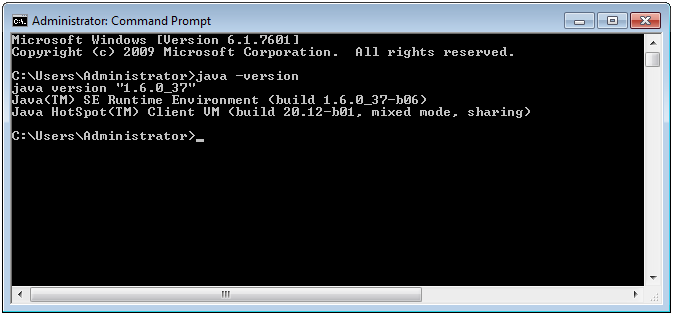 Administrator: Command Prompt
Microsoft Windows [Version 6.1.7601]
Copyright (c) 2009 Microsoft Corporation.  All rights reserved.
C:\Users\Administrator>java -version
java version "1.6.0_37"
Java(TM) SE Runtime Environment (build 1.6.0_37-b06)
Java HotSpot(TM) Client VM (build 20.12-b01, mixed mode, sharing)
C:\Users\Administrator>_